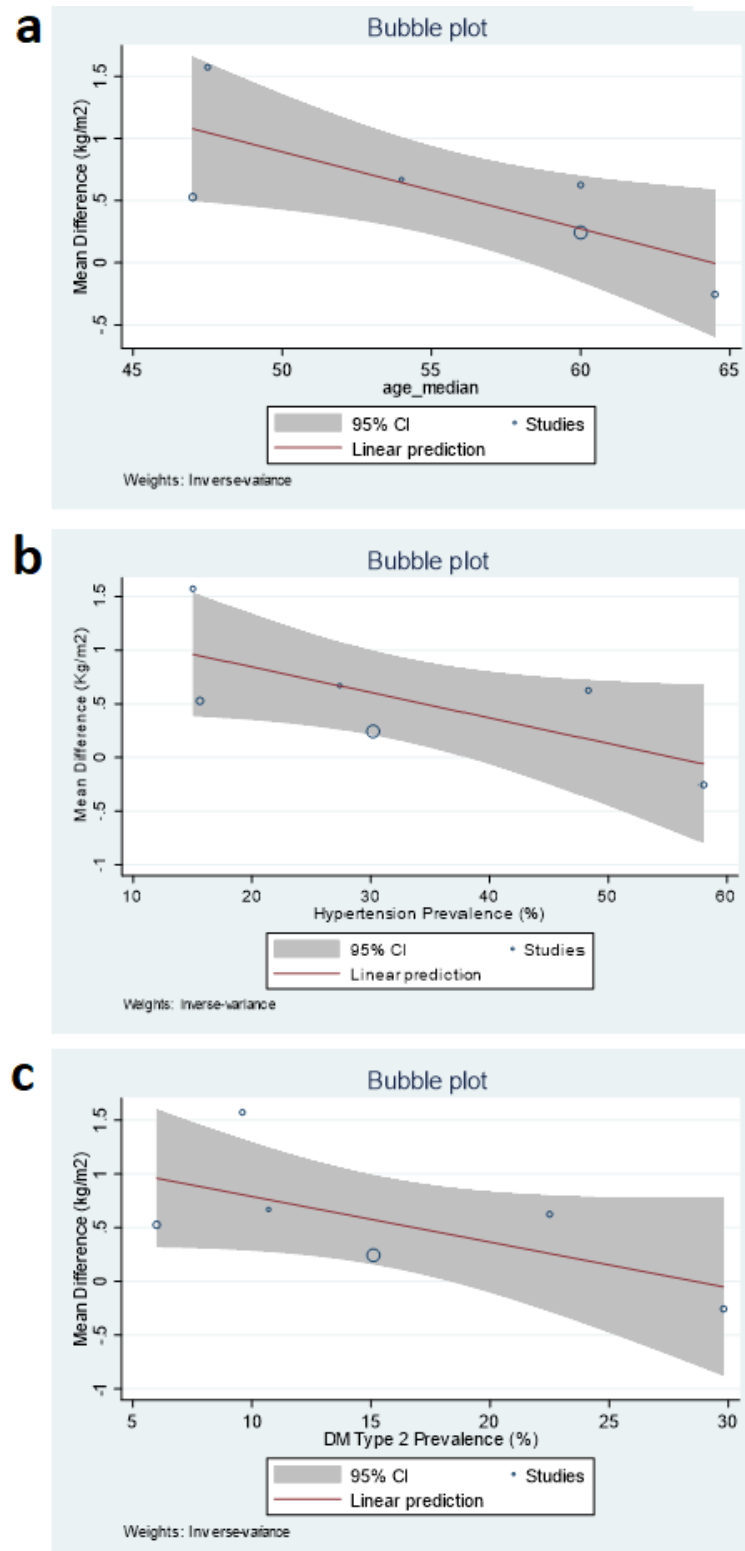 a
Bubble plot
Mean Difference (kg/m2)
1.5
1
.5
0
-.5
45 50 55 60 65
age_median
95% CI Studies
Linear prediction
Weights: Inverse-variance
b
Bubble plot
Mean Difference (Kg/m2)
1.5
1
.5
0
-.5
-1
10 20 30 40 50 60
Hypertension Prevalence (%)
95% CI Studies
Linear prediction
Weights: Inverse-variance
c
Bubble plot
Mean Difference (kg/m2)
1.5
1
.5
0
-.5
-1
5 10 15 20 25 30
DM Type 2 Prevalence (%)
95% CI Studies
Linear prediction
Weights: Inverse-variance